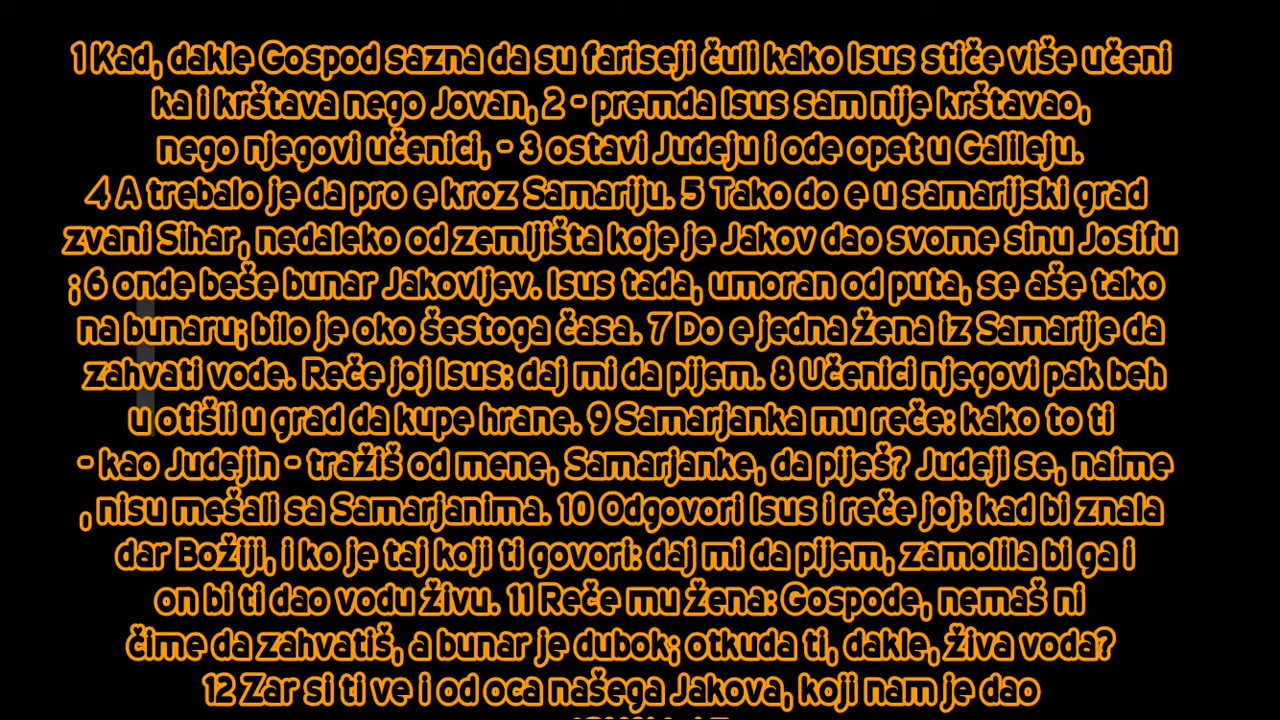 1 Kad, dakle Gospod sazna da su fariseji čuli kako Isus stiče više učeni
ka i krštava nego Jovan, 2 - premda Isus sam nije krštavao,
nego njegovi učenici, - 3 ostavi Judeju i ode opet u Galileju.
4 A trebalo je da pro e kroz Samariju. 5 Tako do e u samarijski grad
zvani Sihar, nedaleko od zemljišta koje je Jakov dao svome sinu Josifu
; 6 onde beše bunar Jakovljev. Isus tada, umoran od puta, se aše tako
na bunaru; bilo je oko šestoga časa. 7 Do e jedna žena iz Samarije da
zahvati vode. Reče joj Isus: daj mi da pijem. 8 Učenici njegovi pak beh
u otišli u grad da kupe hrane. 9 Samarjanka mu reče: kako to ti
- kao Judejin - tražiš od mene, Samarjanke, da piješ? Judeji se, naime
, nisu mešali sa Samarjanima. 10 Odgovori Isus i reče joj: kad bi znala
dar Božiji, i ko je taj koji ti govori: daj mi da pijem, zamolila bi ga i
on bi ti dao vodu živu. 11 Reče mu žena: Gospode, nemaš ni
čime da zahvatiš, a bunar je dubok; otkuda ti, dakle, živa voda?
12 Zar si ti ve i od oca našega Jakova, koji nam je dao